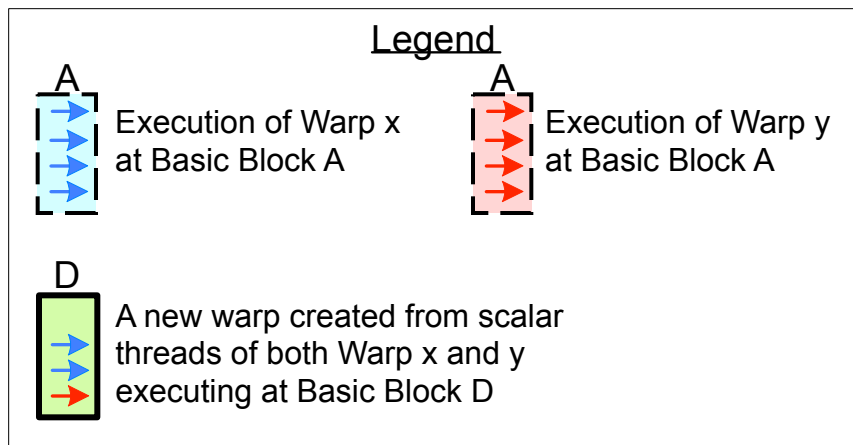 Legend
A
Execution of Warp x
at Basic Block A
A
Execution of Warp y
at Basic Block A
D
A new warp created from scalar
threads of both Warp x and y
executing at Basic Block D